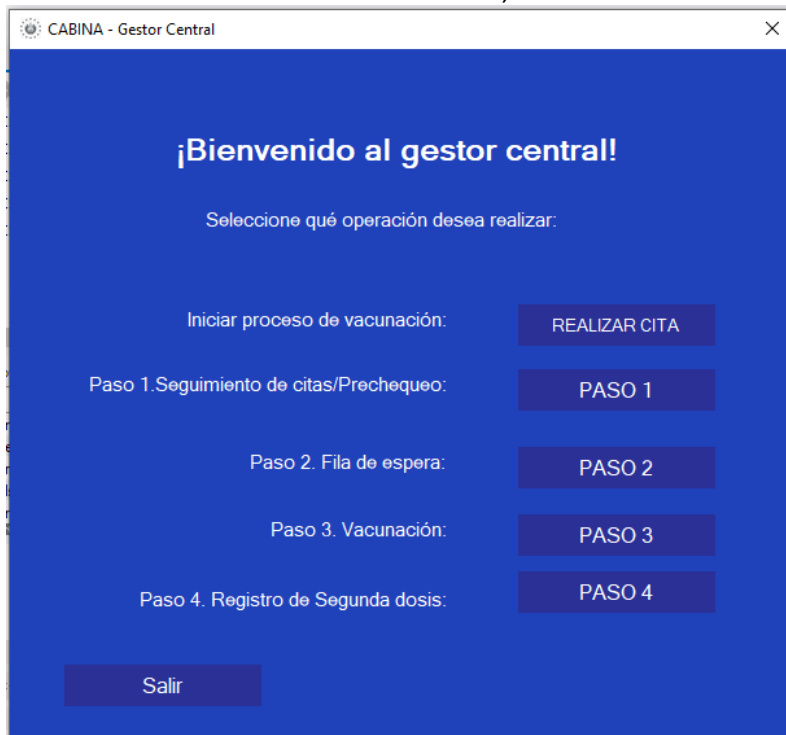 CABINA - Gestor Central
¡Bienvenido al gestor central!
Seleccione qué operación desea realizar:
Iniciar proceso de vacunación: REALIZAR CITA
Paso 1.Seguimiento de citas/Prechequeo: PASO 1
Paso 2. Fila de espera: PASO 2
Paso 3. Vacunación: PASO 3
Paso 4. Registro de Segunda dosis: PASO 4
Salir